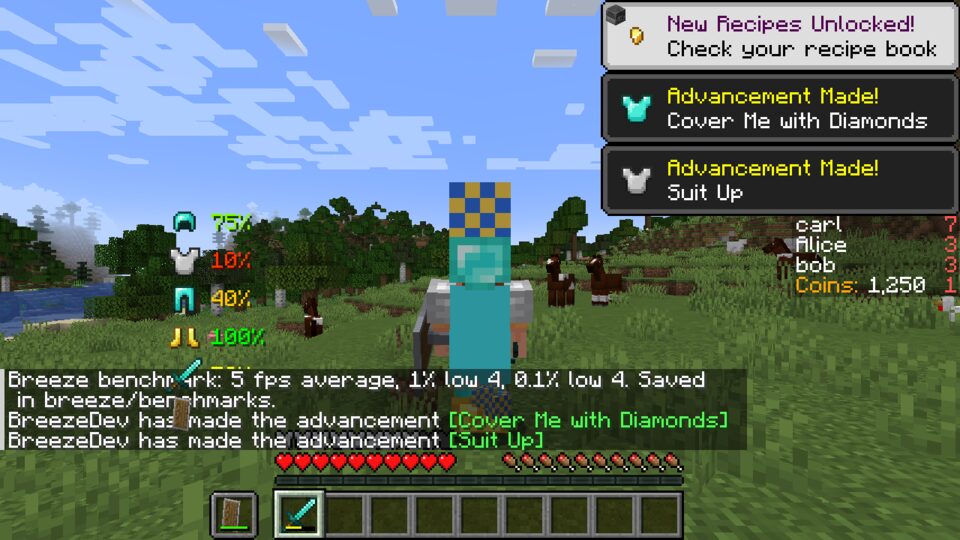 New Recipes Unlocked!
Check your recipe book
Advancement Made!
Cover Me with Diamonds
Advancement Made!
Suit Up
carl 7
Alice 3
bob 3
Coins: 1,250 1
75%
10%
40%
100%
Breeze benchmark: 5 fps average, 1% low 4, 0.1% low 4. Saved
in breeze/benchmarks.
BreezeDev has made the advancement [Cover Me with Diamonds]
BreezeDev has made the advancement [Suit Up]